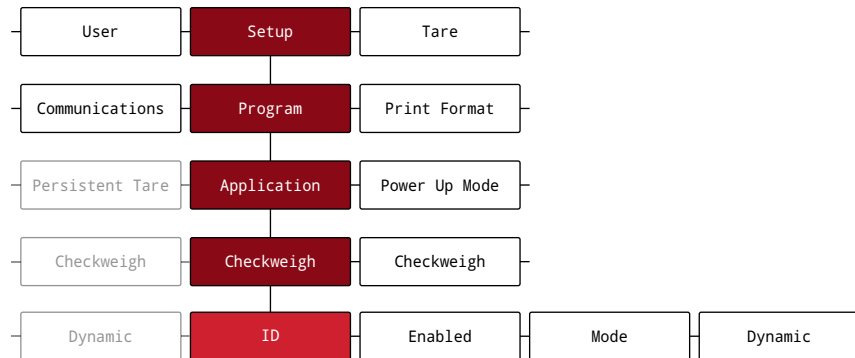 User Setup Tare
Communications Program Print Format
Persistent Tare Application Power Up Mode
Checkweigh Checkweigh Checkweigh
Dynamic ID Enabled Mode Dynamic